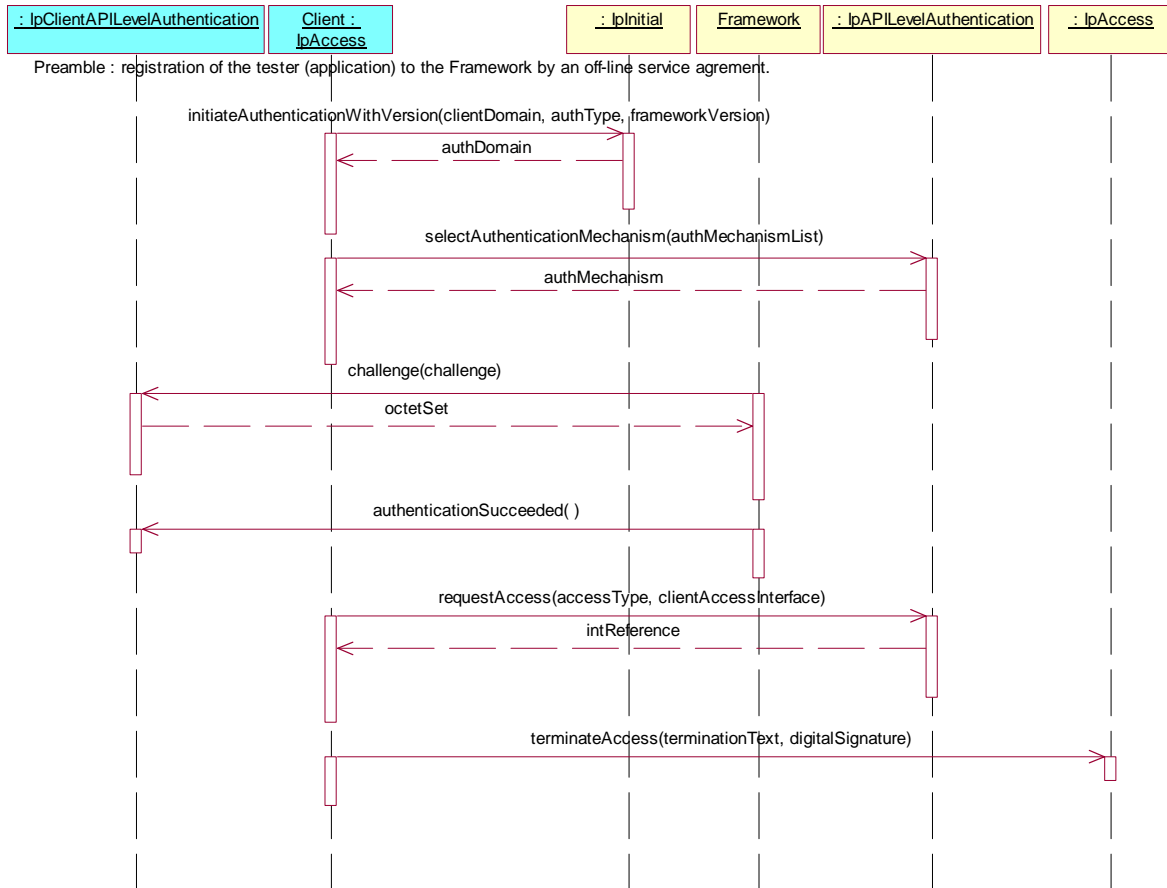 : IpClientAPILevelAuthentication
Client :
IpAccess
: IpInitial
Framework
: IpAPILevelAuthentication
: IpAccess
Preamble : registration of the tester (application) to the Framework by an off-line service agrement.
initiateAuthenticationWithVersion(clientDomain, authType, frameworkVersion)
authDomain
selectAuthenticationMechanism(authMechanismList)
authMechanism
challenge(challenge)
octetSet
authenticationSucceeded( )
requestAccess(accessType, clientAccessInterface)
intReference
terminateAccess(terminationText, digitalSignature)